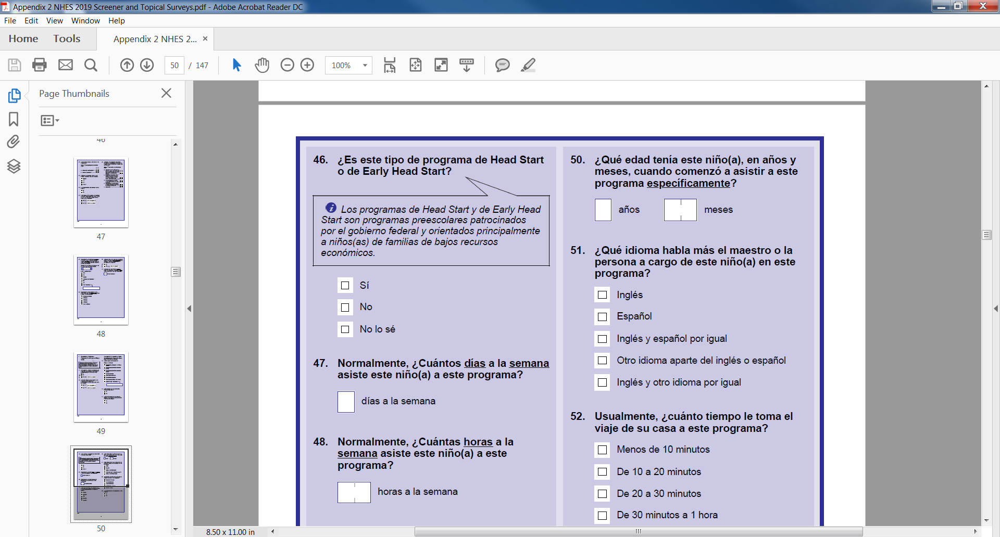 Appendix 2 NHES 2019 Screener and Topical Surveys.pdf - Adobe Acrobat Reader DC
File Edit View Window Help
Home Tools Appendix 2 NHES 2...
50 / 147 100%
Page Thumbnails
46
47
48
49
50
46. ¿Es este tipo de programa de Head Start
o de Early Head Start?
Los programas de Head Start y de Early Head
Start son programas preescolares patrocinados
por el gobierno federal y orientados principalmente
a niños(as) de familias de bajos recursos
económicos.
Sí
No
No lo sé
47. Normalmente, ¿Cuántos días a la semana
asiste este niño(a) a este programa?
días a la semana
48. Normalmente, ¿Cuántas horas a la
semana asiste este niño(a) a este
programa?
horas a la semana
50. ¿Qué edad tenía este niño(a), en años y
meses, cuando comenzó a asistir a este
programa específicamente?
años meses
51. ¿Qué idioma habla más el maestro o la
persona a cargo de este niño(a) en este
programa?
Inglés
Español
Inglés y español por igual
Otro idioma aparte del inglés o español
Inglés y otro idioma por igual
52. Usualmente, ¿cuánto tiempo le toma el
viaje de su casa a este programa?
Menos de 10 minutos
De 10 a 20 minutos
De 20 a 30 minutos
De 30 minutos a 1 hora
8.50 x 11.00 in